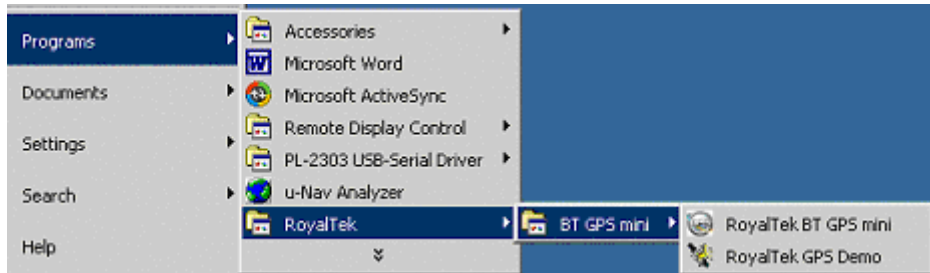 Programs
Documents
Settings
Search
Help
Accessories
Microsoft Word
Microsoft ActiveSync
Remote Display Control
PL-2303 USB-Serial Driver
u-Nav Analyzer
RoyalTek
BT GPS mini
RoyalTek BT GPS mini
RoyalTek GPS Demo